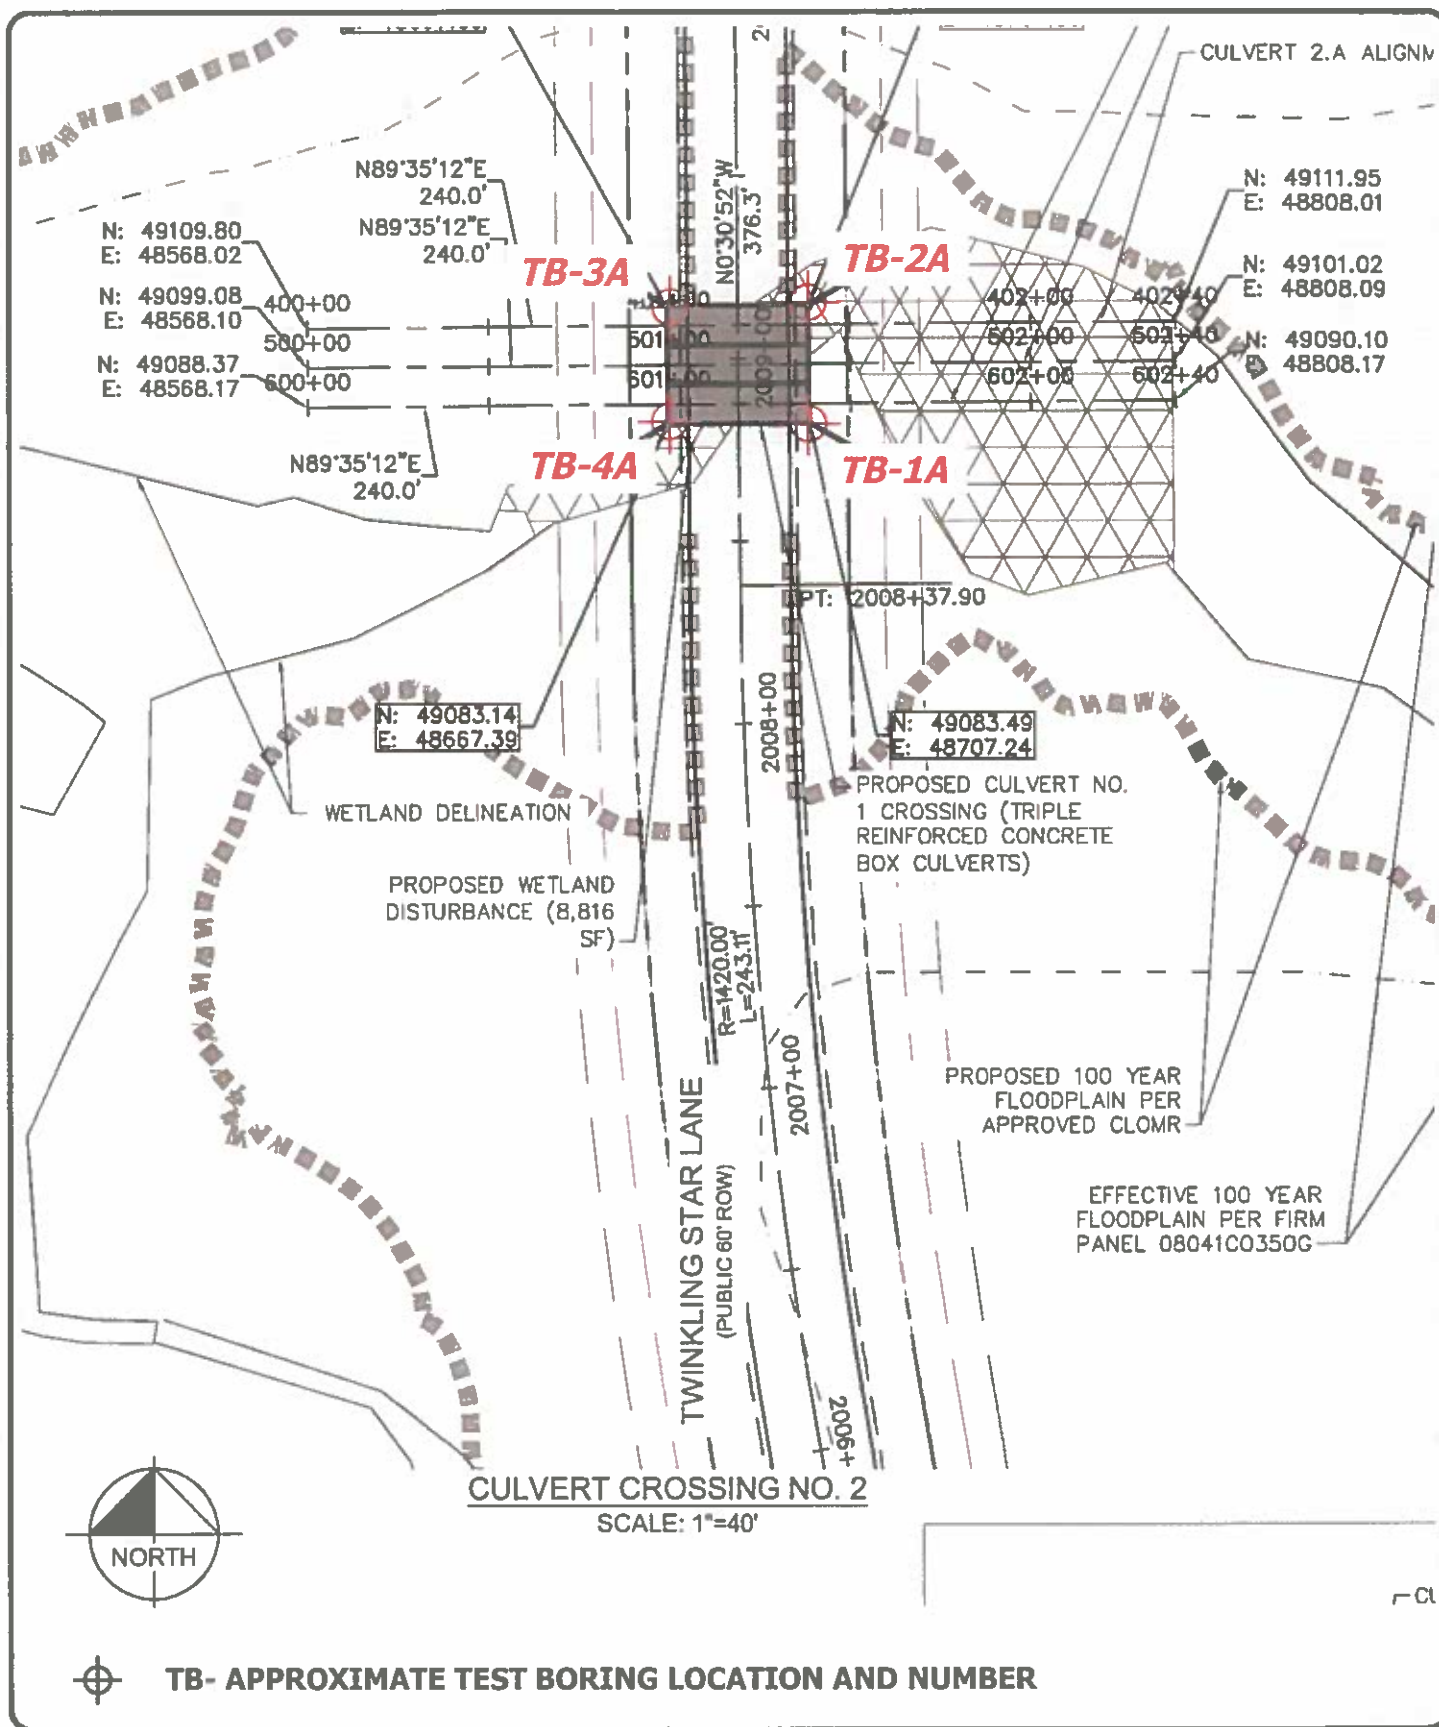 CULVERT 2.A ALIGNM
N89°35'12"E
240.0'
N89°35'12"E
240.0'
N0°30'52"W
376.3'
N: 49111.95
E: 48808.01
N: 49109.80
E: 48568.02
TB-3A
TB-2A
N: 49101.02
E: 48808.09
N: 49099.08
E: 48568.10
400+00
402+00
402+40
500+00
502+00
502+40
N: 49090.10
E: 48808.17
N: 49088.37
E: 48568.17
600+00
601+00
602+00
602+40
2009+00
N89°35'12"E
240.0'
TB-4A
TB-1A
PT: 2008+37.90
2008+00
N: 49083.14
E: 48667.39
N: 49083.49
E: 48707.24
WETLAND DELINEATION
PROPOSED CULVERT NO.
1 CROSSING (TRIPLE
REINFORCED CONCRETE
BOX CULVERTS)
PROPOSED WETLAND
DISTURBANCE (8,816
SF)
R=1420.00'
L=243.11'
2007+00
PROPOSED 100 YEAR
FLOODPLAIN PER
APPROVED CLOMR
TWINKLING STAR LANE
(PUBLIC 60' ROW)
EFFECTIVE 100 YEAR
FLOODPLAIN PER FIRM
PANEL 08041C0350G
2006+
CULVERT CROSSING NO. 2
SCALE: 1"=40'
NORTH
CU
TB- APPROXIMATE TEST BORING LOCATION AND NUMBER